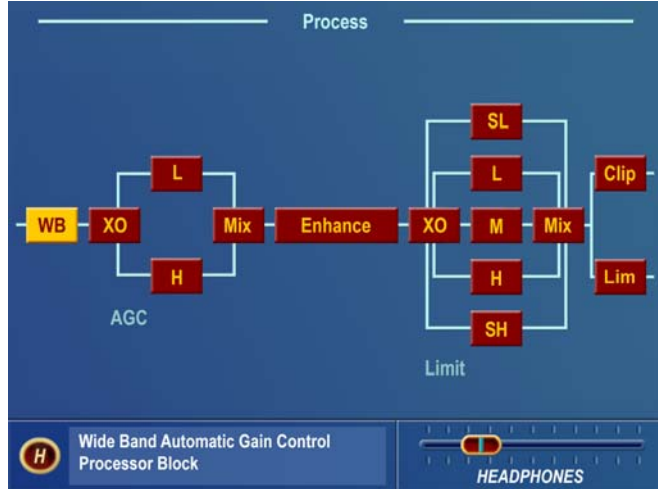 Process
SL
L
L
Clip
WB
XO
Mix
Enhance
XO
M
Mix
H
H
Lim
AGC
SH
Limit
H
Wide Band Automatic Gain Control
Processor Block
HEADPHONES